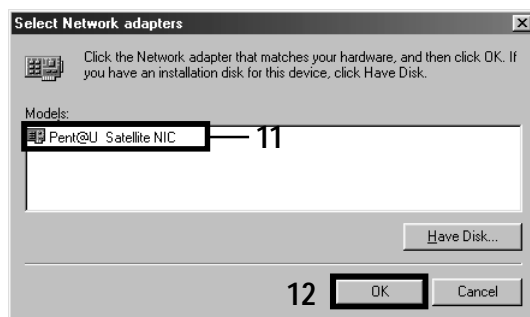 Select Network adapters
Click the Network adapter that matches your hardware, and then click OK. If
you have an installation disk for this device, click Have Disk.
Models:
Pent@U Satellite NIC
11
Have Disk...
12
OK
Cancel